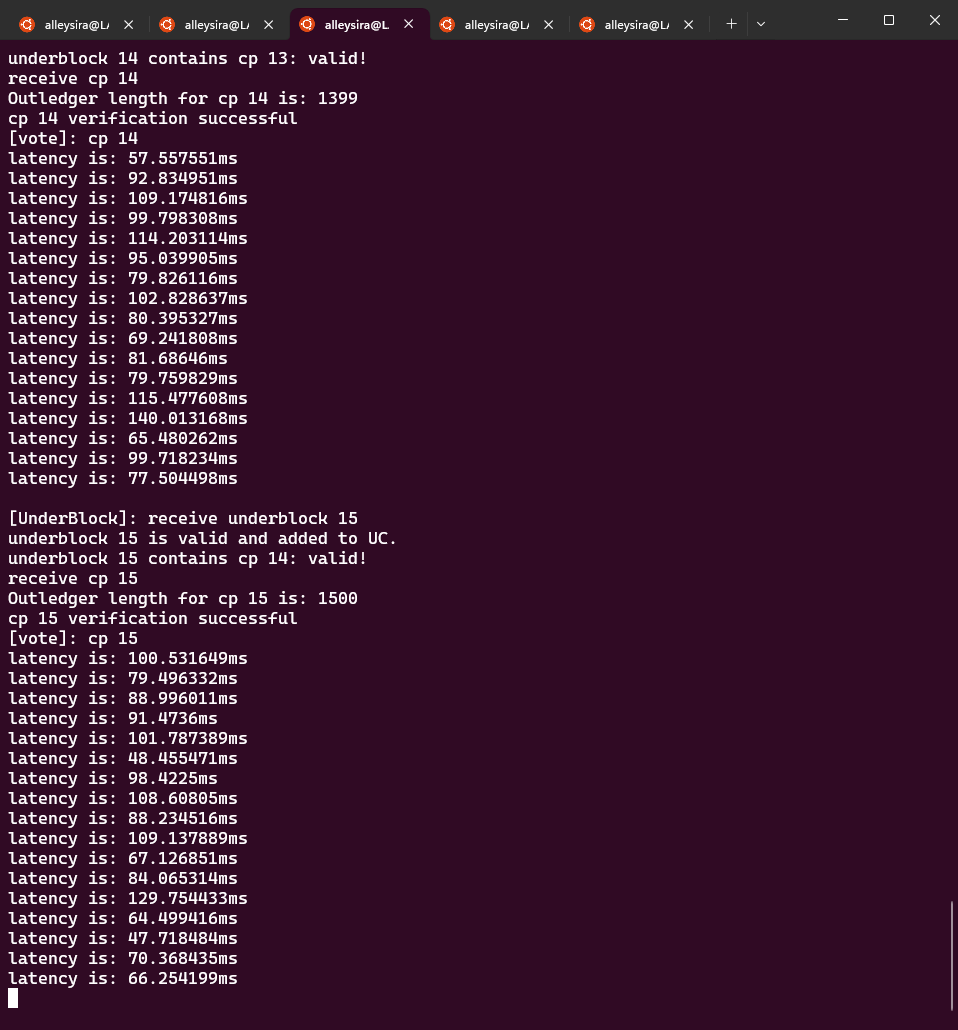 alleysira@LA alleysira@LA alleysira@L. alleysira@LA alleysira@LA
underblock 14 contains cp 13: valid!
receive cp 14
Outledger length for cp 14 is: 1399
cp 14 verification successful
[vote]: cp 14
latency is: 57.557551ms
latency is: 92.834951ms
latency is: 109.174816ms
latency is: 99.798308ms
latency is: 114.203114ms
latency is: 95.039905ms
latency is: 79.826116ms
latency is: 102.828637ms
latency is: 80.395327ms
latency is: 69.241808ms
latency is: 81.68646ms
latency is: 79.759829ms
latency is: 115.477608ms
latency is: 140.013168ms
latency is: 65.480262ms
latency is: 99.718234ms
latency is: 77.504498ms
[UnderBlock]: receive underblock 15
underblock 15 is valid and added to UC.
underblock 15 contains cp 14: valid!
receive cp 15
Outledger length for cp 15 is: 1500
cp 15 verification successful
[vote]: cp 15
latency is: 100.531649ms
latency is: 79.496332ms
latency is: 88.996011ms
latency is: 91.4736ms
latency is: 101.787389ms
latency is: 48.455471ms
latency is: 98.4225ms
latency is: 108.60805ms
latency is: 88.234516ms
latency is: 109.137889ms
latency is: 67.126851ms
latency is: 84.065314ms
latency is: 129.754433ms
latency is: 64.499416ms
latency is: 47.718484ms
latency is: 70.368435ms
latency is: 66.254199ms